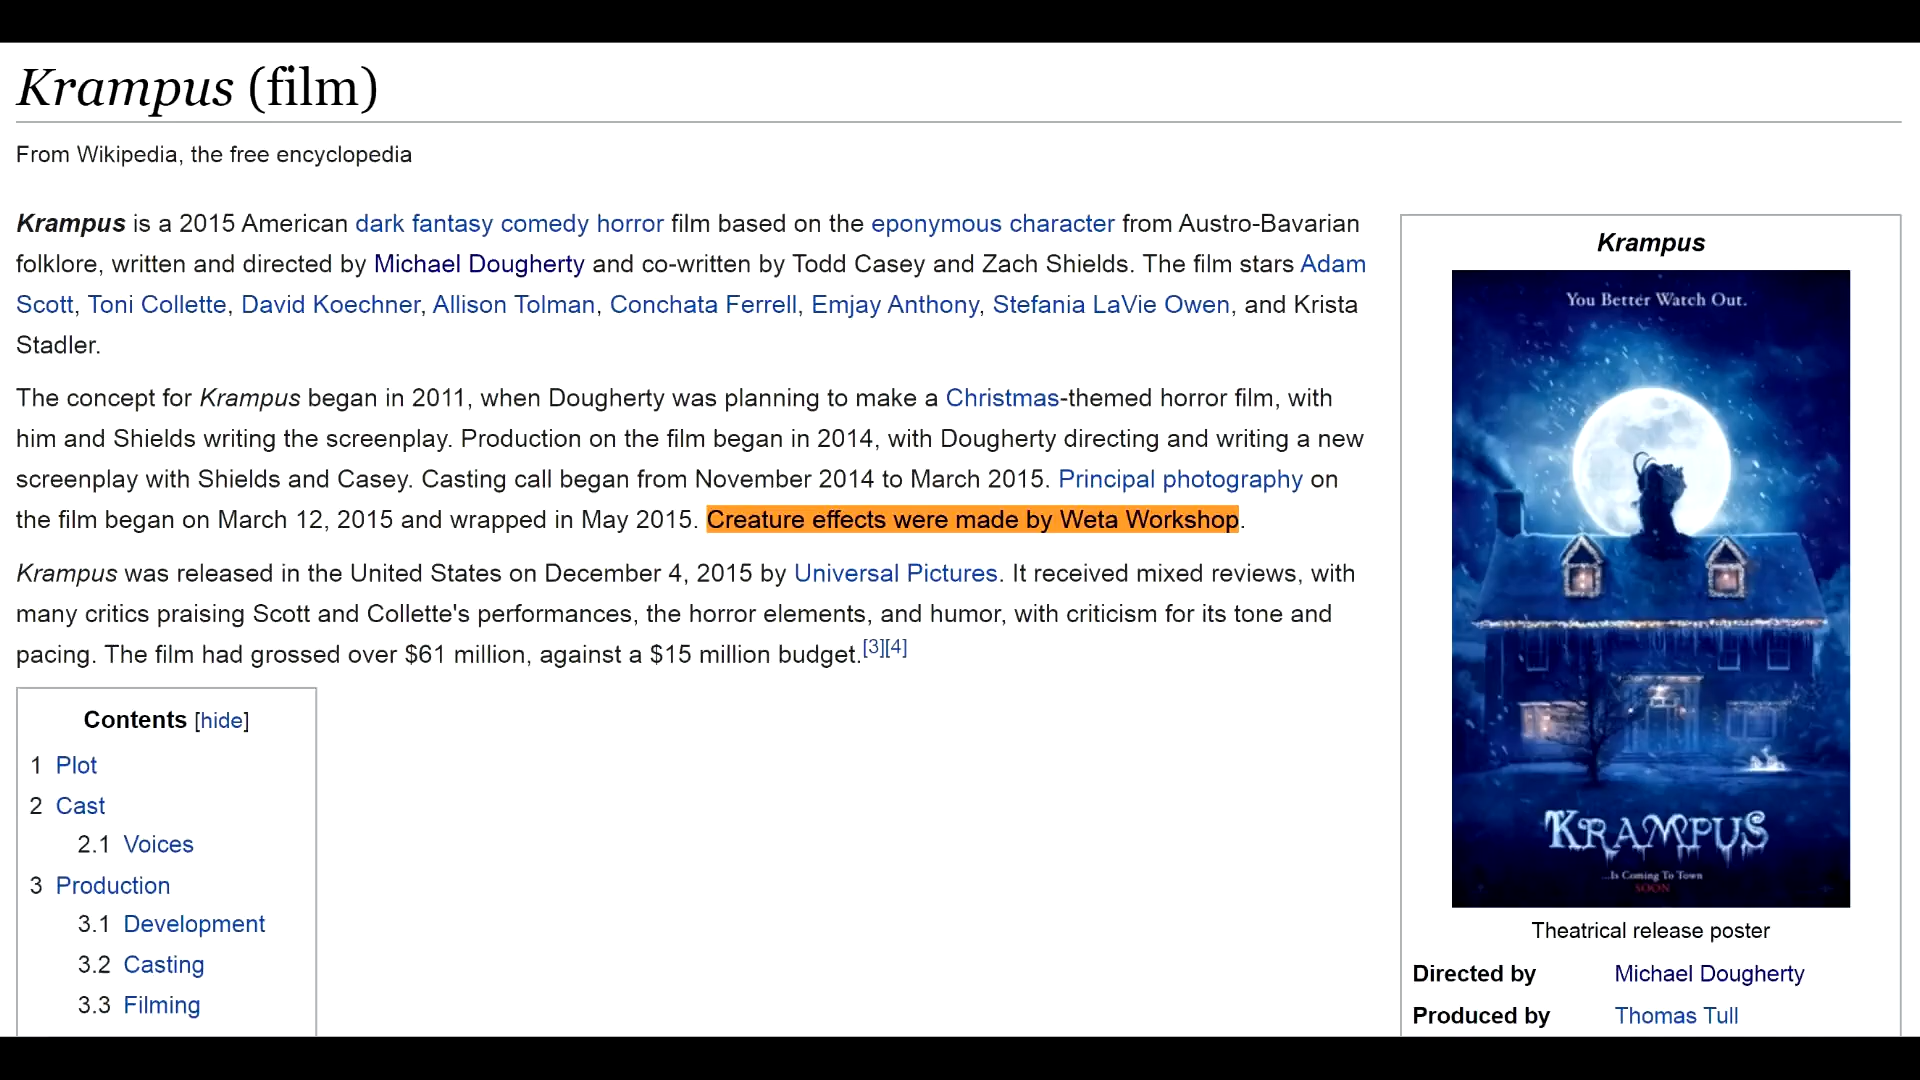 Krampus (film)
From Wikipedia, the free encyclopedia
Krampus is a 2015 American dark fantasy comedy horror film based on the eponymous character from Austro-Bavarian
folklore, written and directed by Michael Dougherty and co-written by Todd Casey and Zach Shields. The film stars Adam
Scott, Toni Collette, David Koechner, Allison Tolman, Conchata Ferrell, Emjay Anthony, Stefania LaVie Owen, and Krista
Stadler.
The concept for Krampus began in 2011, when Dougherty was planning to make a Christmas-themed horror film, with
him and Shields writing the screenplay. Production on the film began in 2014, with Dougherty directing and writing a new
screenplay with Shields and Casey. Casting call began from November 2014 to March 2015. Principal photography on
the film began on March 12, 2015 and wrapped in May 2015. Creature effects were made by Weta Workshop.
Krampus was released in the United States on December 4, 2015 by Universal Pictures. It received mixed reviews, with
many critics praising Scott and Collette's performances, the horror elements, and humor, with criticism for its tone and
pacing. The film had grossed over $61 million, against a $15 million budget.[3][4]
Contents [hide]
1 Plot
2 Cast
2.1 Voices
3 Production
3.1 Development
3.2 Casting
3.3 Filming
Krampus
You Better Watch Out.
KRAMPUS
...Is Coming To Town
SOON
Theatrical release poster
Directed by Michael Dougherty
Produced by Thomas Tull